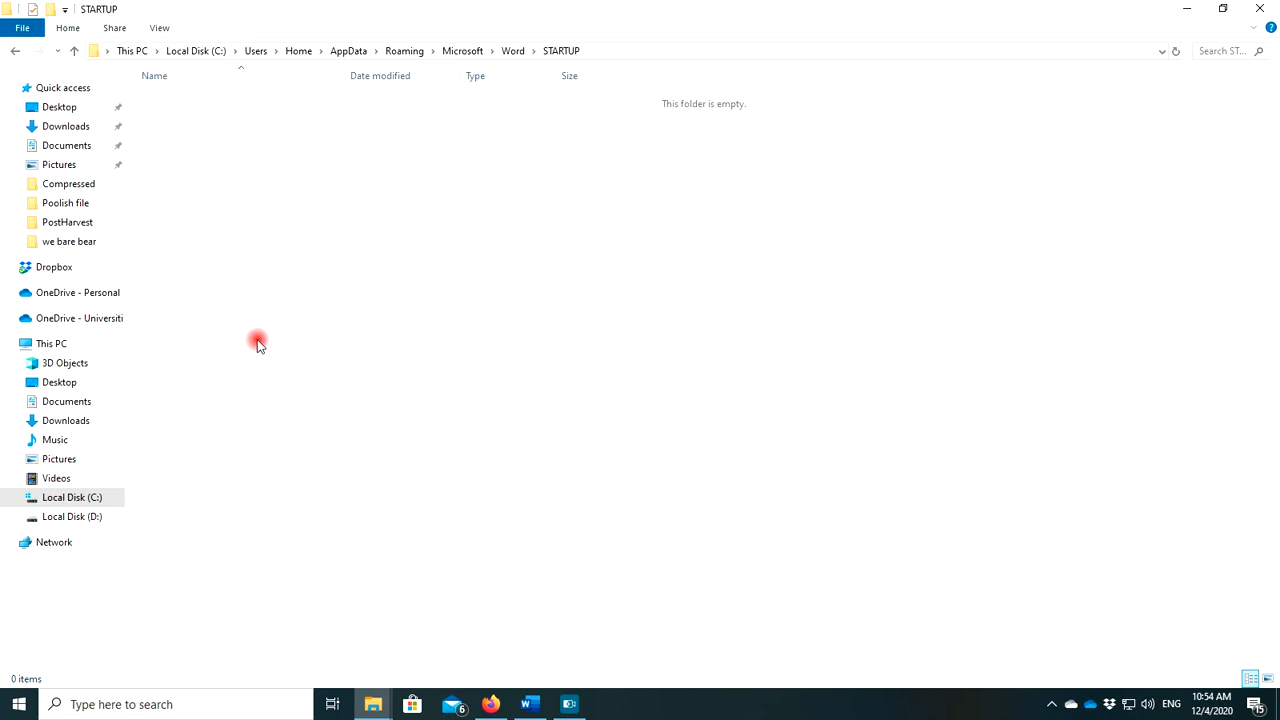 STARTUP
File Home Share View
This PC Local Disk (C:) Users Home AppData Roaming Microsoft Word STARTUP
Search ST...
Name Date modified Type Size
This folder is empty.
Quick access
Desktop
Downloads
Documents
Pictures
Compressed
Poolish file
PostHarvest
we bare bear
Dropbox
OneDrive - Personal
OneDrive - Universiti
This PC
3D Objects
Desktop
Documents
Downloads
Music
Pictures
Videos
Local Disk (C:)
Local Disk (D:)
Network
0 items
Type here to search
6
ENG
10:54 AM
12/4/2020
15